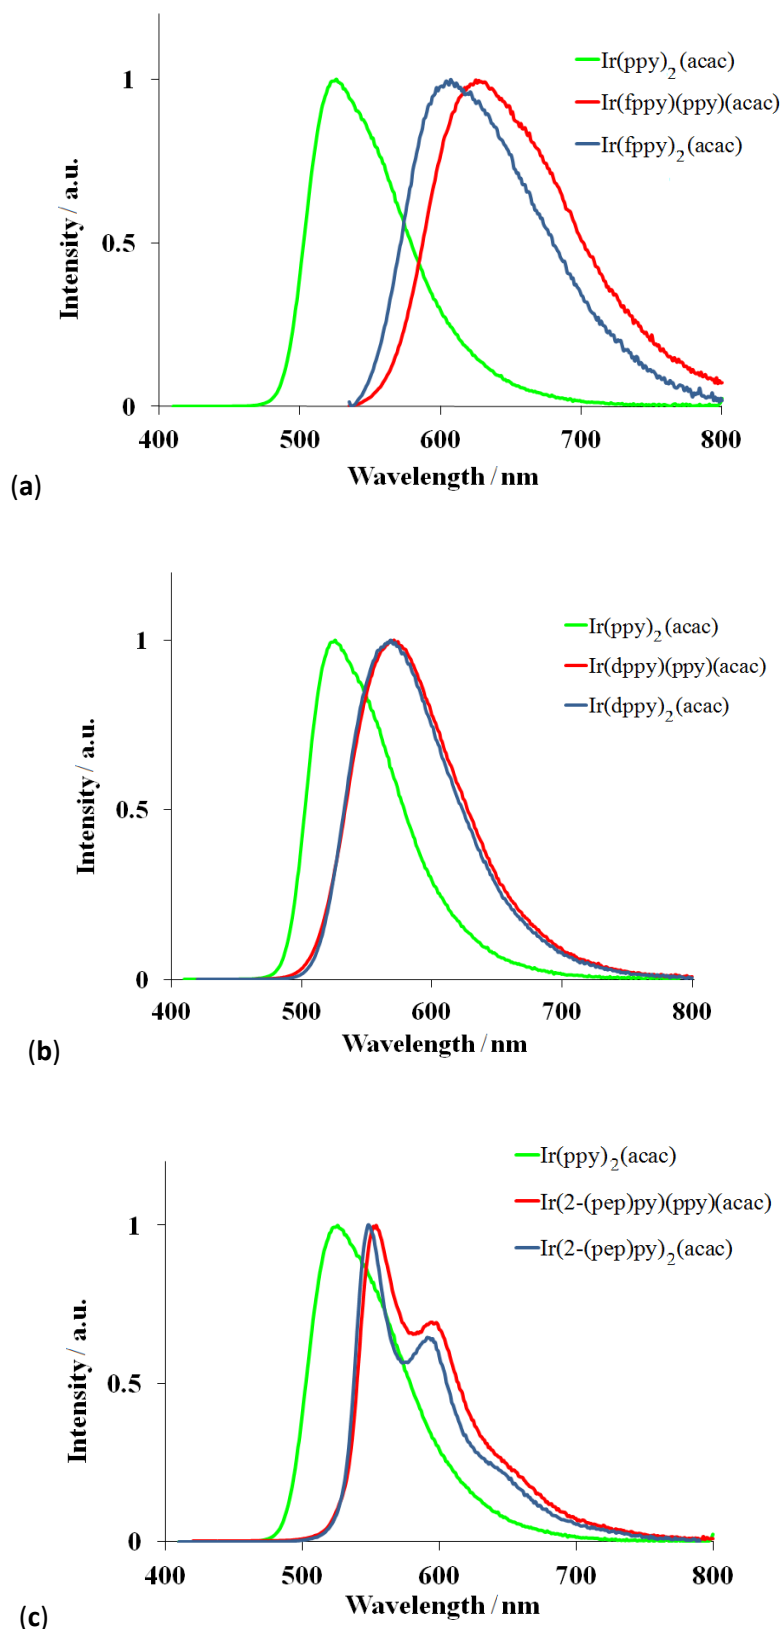 Ir(ppy)₂(acac)
Ir(fppy)(ppy)(acac)
Ir(fppy)₂(acac)
Intensity / a.u.
1
0.5
0
400 500 600 700 800
Wavelength / nm
(a)
Ir(ppy)₂(acac)
Ir(dppy)(ppy)(acac)
Ir(dppy)₂(acac)
Intensity / a.u.
1
0.5
0
400 500 600 700 800
Wavelength / nm
(b)
Ir(ppy)₂(acac)
Ir(2-(pep)py)(ppy)(acac)
Ir(2-(pep)py)₂(acac)
Intensity / a.u.
1
0.5
0
400 500 600 700 800
Wavelength / nm
(c)